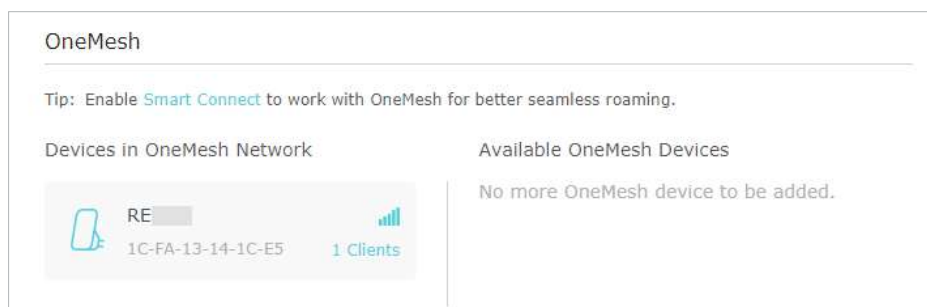 OneMesh
Tip: Enable Smart Connect to work with OneMesh for better seamless roaming.
Devices in OneMesh Network
RE
1C-FA-13-14-1C-E5
1 Clients
Available OneMesh Devices
No more OneMesh device to be added.